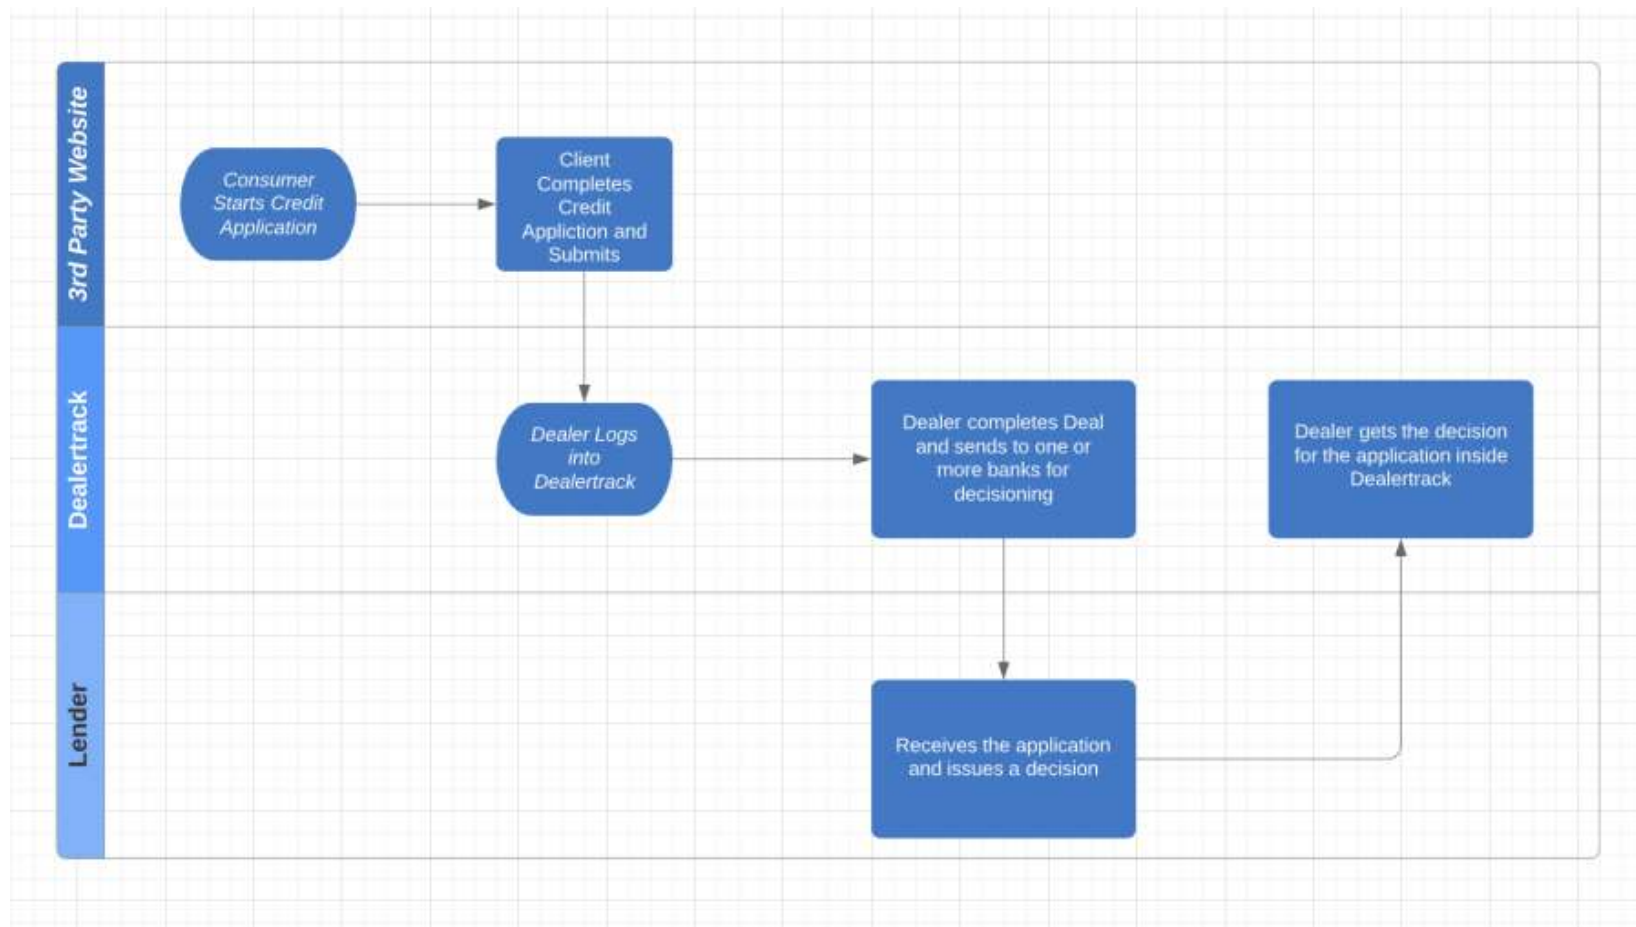 3rd Party Website
Consumer
Starts Credit
Application
Client
Completes
Credit
Appliction and
Submits
Dealertrack
Dealer Logs
into
Dealertrack
Dealer completes Deal
and sends to one or
more banks for
decisioning
Dealer gets the decision
for the application inside
Dealertrack
Lender
Receives the application
and issues a decision